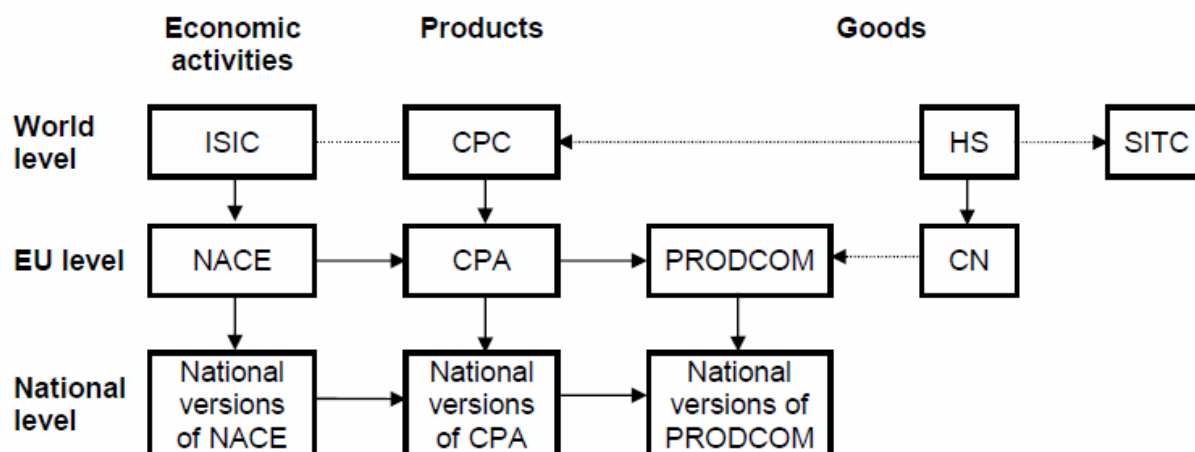 Economic
activities
Products
Goods
World
level
ISIC
CPC
HS
SITC
EU level
NACE
CPA
PRODCOM
CN
National
level
National
versions
of NACE
National
versions
of CPA
National
versions of
PRODCOM